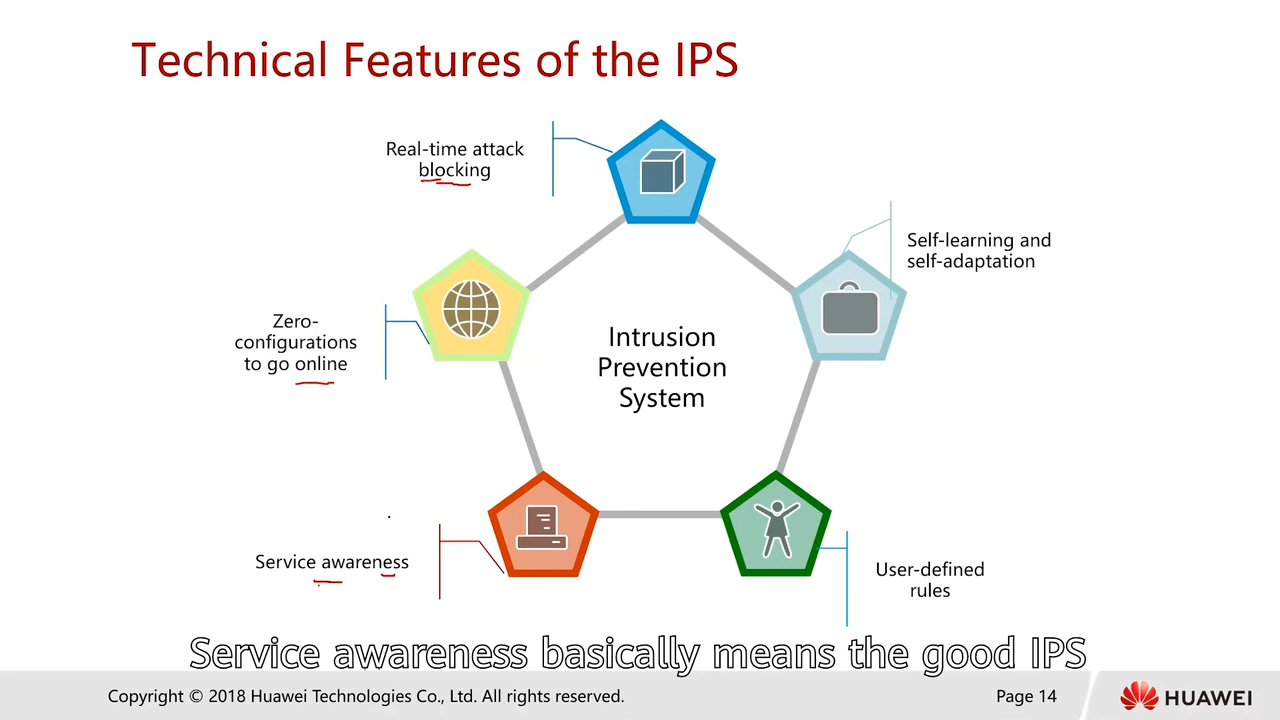 Technical Features of the IPS
Real-time attack
blocking
Self-learning and
self-adaptation
Zero-
configurations
to go online
Intrusion
Prevention
System
Service awareness
User-defined
rules
Service awareness basically means the good IPS
Copyright © 2018 Huawei Technologies Co., Ltd. All rights reserved.
Page 14
HUAWEI